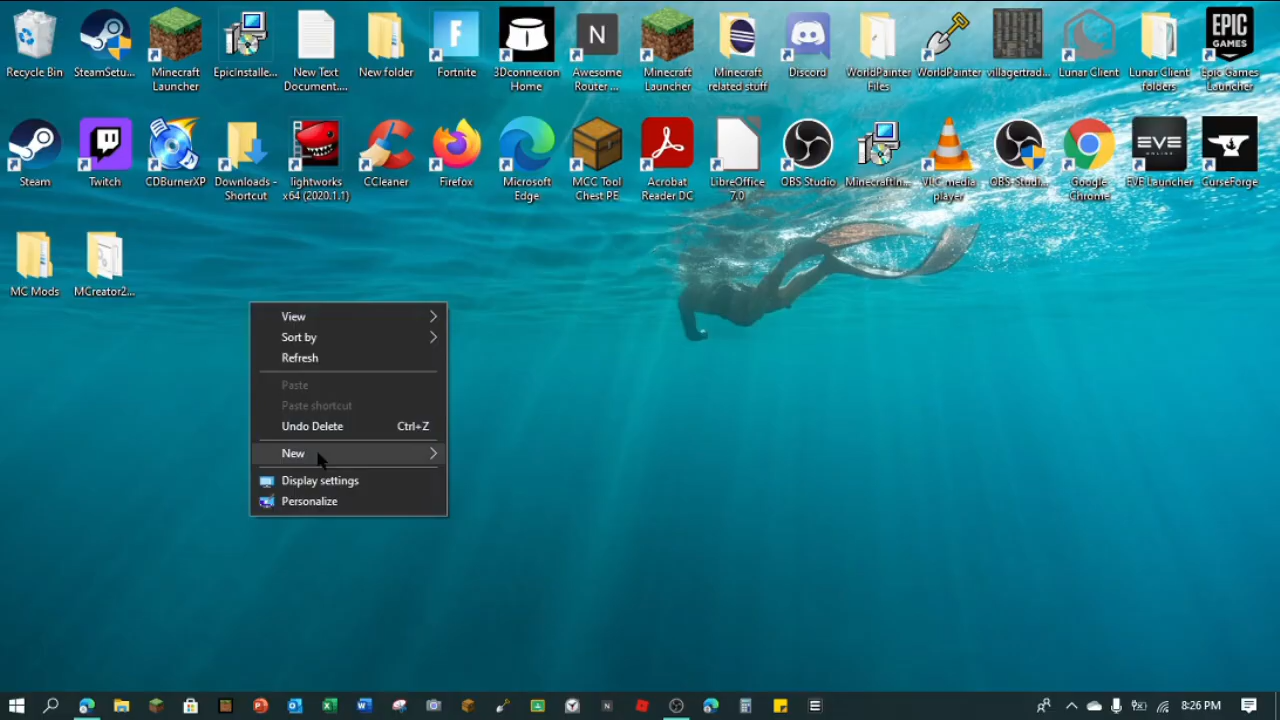 EPIC
GAMES
F
N
Recycle Bin
SteamSetu...
Minecraft
Launcher
EpicInstalle...
New Text
Document....
New folder
Fortnite
3Dconnexion
Home
Awesome
Router ...
Minecraft
Launcher
Minecraft
related stuff
Discord
WorldPainter
Files
WorldPainter
villagertrad...
Lunar Client
Lunar Client
folders
Epic Games
Launcher
EVE
ONLINE
Steam
Twitch
CDBurnerXP
Downloads -
Shortcut
lightworks
x64 (2020.1.1)
CCleaner
Firefox
Microsoft
Edge
MCC Tool
Chest PE
Acrobat
Reader DC
LibreOffice
7.0
OBS Studio
MinecraftIn...
VLC media
player
OBS Studi...
Google
Chrome
EVE Launcher
CurseForge
MC Mods
MCreator2...
View
Sort by
Refresh
Paste
Paste shortcut
Undo Delete Ctrl+Z
New
Display settings
Personalize
8:26 PM